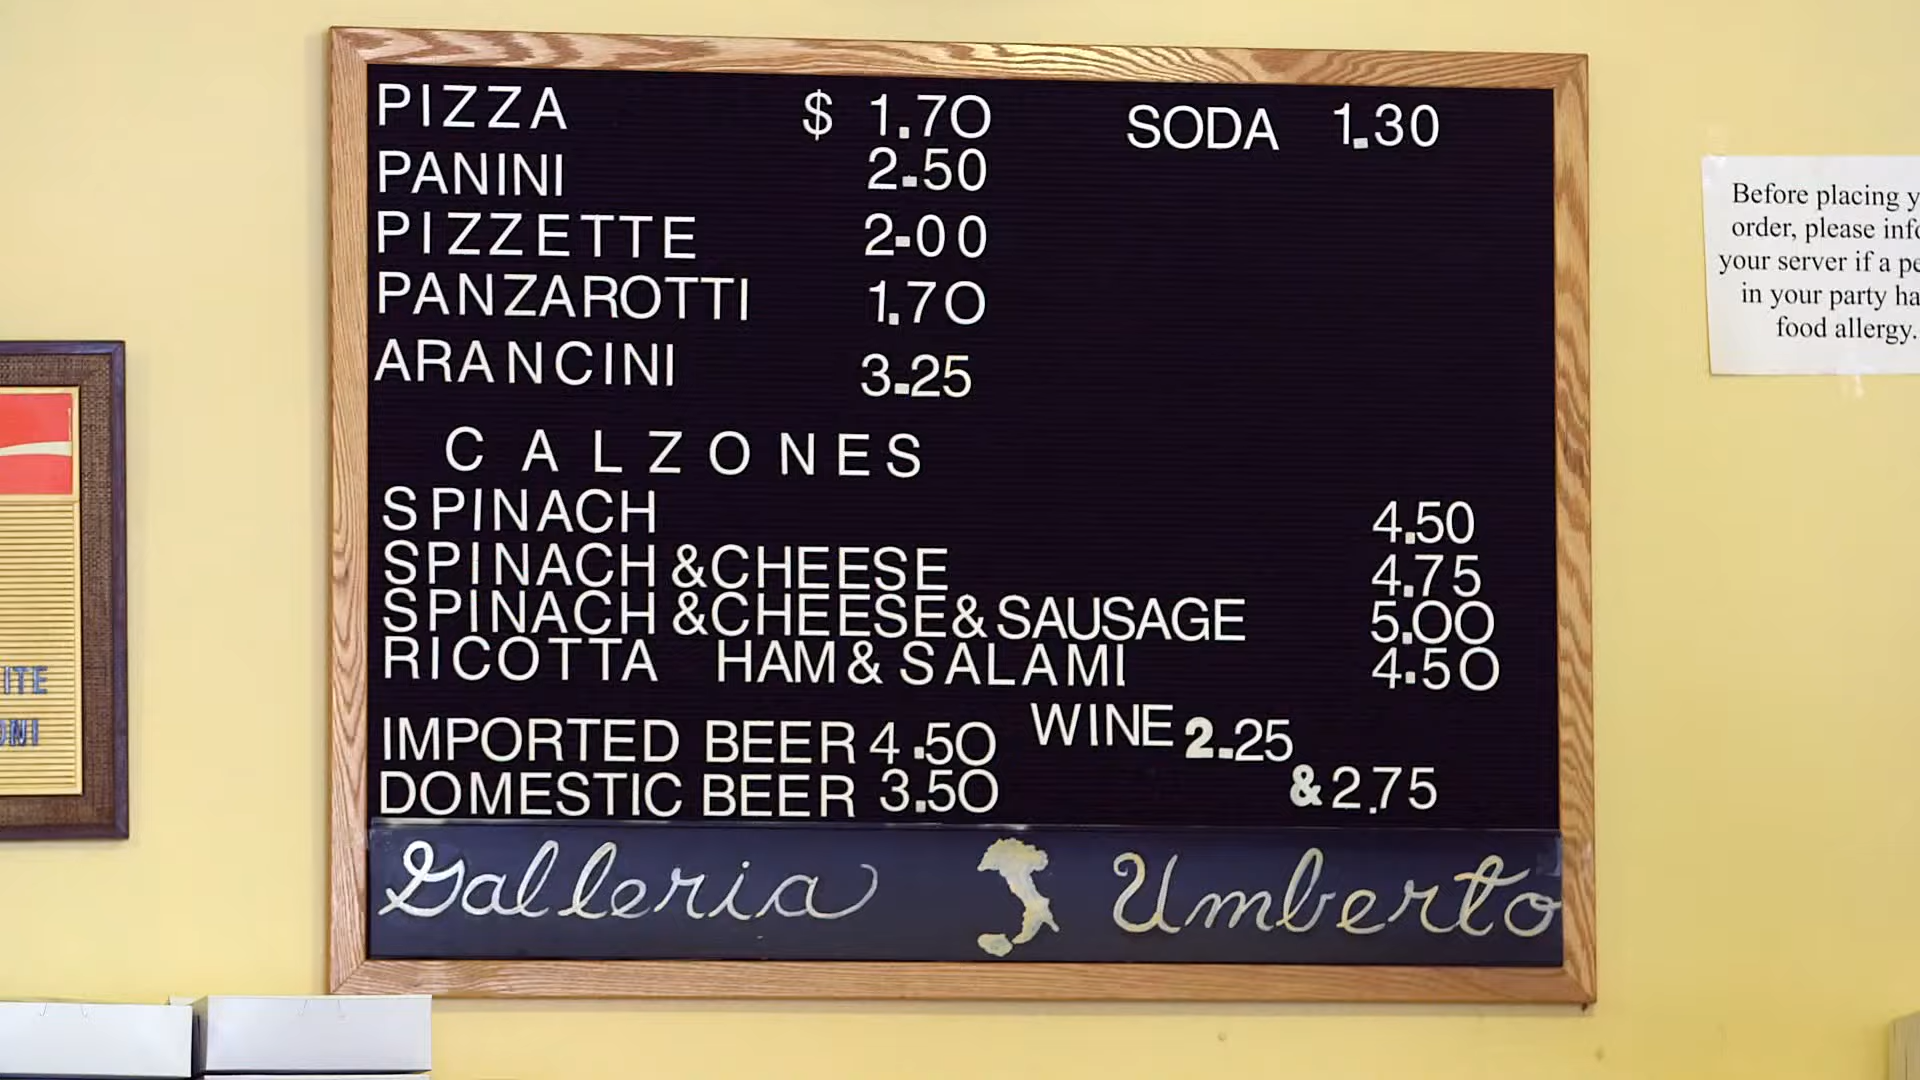 PIZZA $ 1.70 SODA 1.30
PANINI 2.50
PIZZETTE 2-00
PANZAROTTI 1.70
ARANCINI 3.25
CALZONES
SPINACH 4.50
SPINACH &CHEESE 4.75
SPINACH &CHEESE & SAUSAGE 5.00
RICOTTA HAM & SALAMI 4.50
IMPORTED BEER 4.50 WINE 2.25
DOMESTIC BEER 3.50 & 2.75
Galleria Umberto
Before placing
order, please
your server if a
in your party
food allergy.